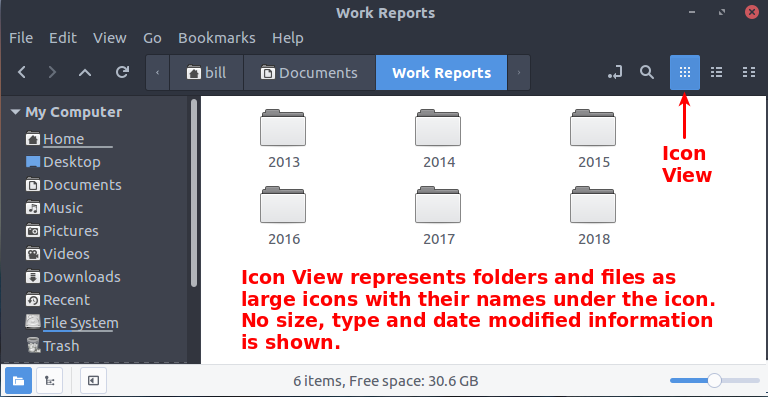 Work Reports
File Edit View Go Bookmarks Help
bill Documents Work Reports
My Computer
Home
Desktop
Documents
Music
Pictures
Videos
Downloads
Recent
File System
Trash
2013 2014 2015
2016 2017 2018
Icon
View
Icon View represents folders and files as
large icons with their names under the icon.
No size, type and date modified information
is shown.
6 items, Free space: 30.6 GB